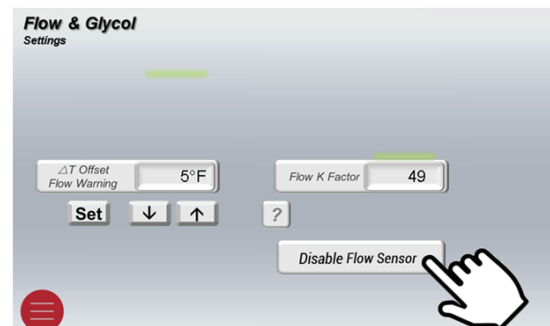 Flow & Glycol
Settings
△T Offset
Flow Warning
5°F
Flow K Factor
49
Set
?
Disable Flow Sensor